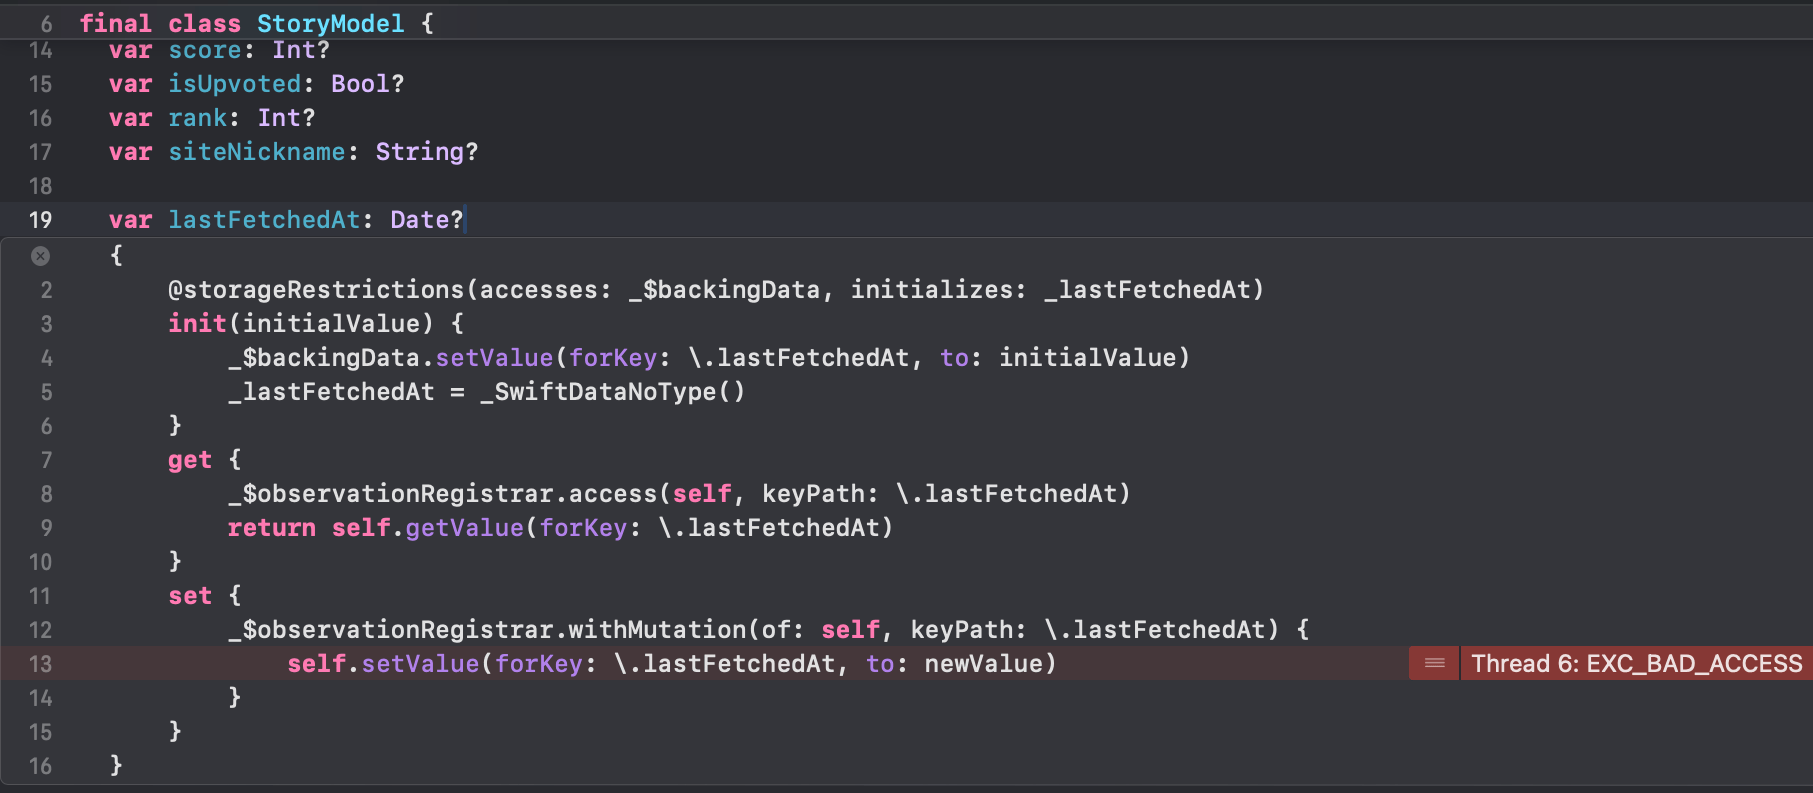 6 final class StoryModel {
14 var score: Int?
15 var isUpvoted: Bool?
16 var rank: Int?
17 var siteNickname: String?
18
19 var lastFetchedAt: Date?
{
2 @storageRestrictions(accesses: _$backingData, initializes: _lastFetchedAt)
3 init(initialValue) {
4 _$backingData.setValue(forKey: \.lastFetchedAt, to: initialValue)
5 _lastFetchedAt = _SwiftDataNoType()
6 }
7 get {
8 _$observationRegistrar.access(self, keyPath: \.lastFetchedAt)
9 return self.getValue(forKey: \.lastFetchedAt)
10 }
11 set {
12 _$observationRegistrar.withMutation(of: self, keyPath: \.lastFetchedAt) {
13 self.setValue(forKey: \.lastFetchedAt, to: newValue) Thread 6: EXC_BAD_ACCESS
14 }
15 }
16 }